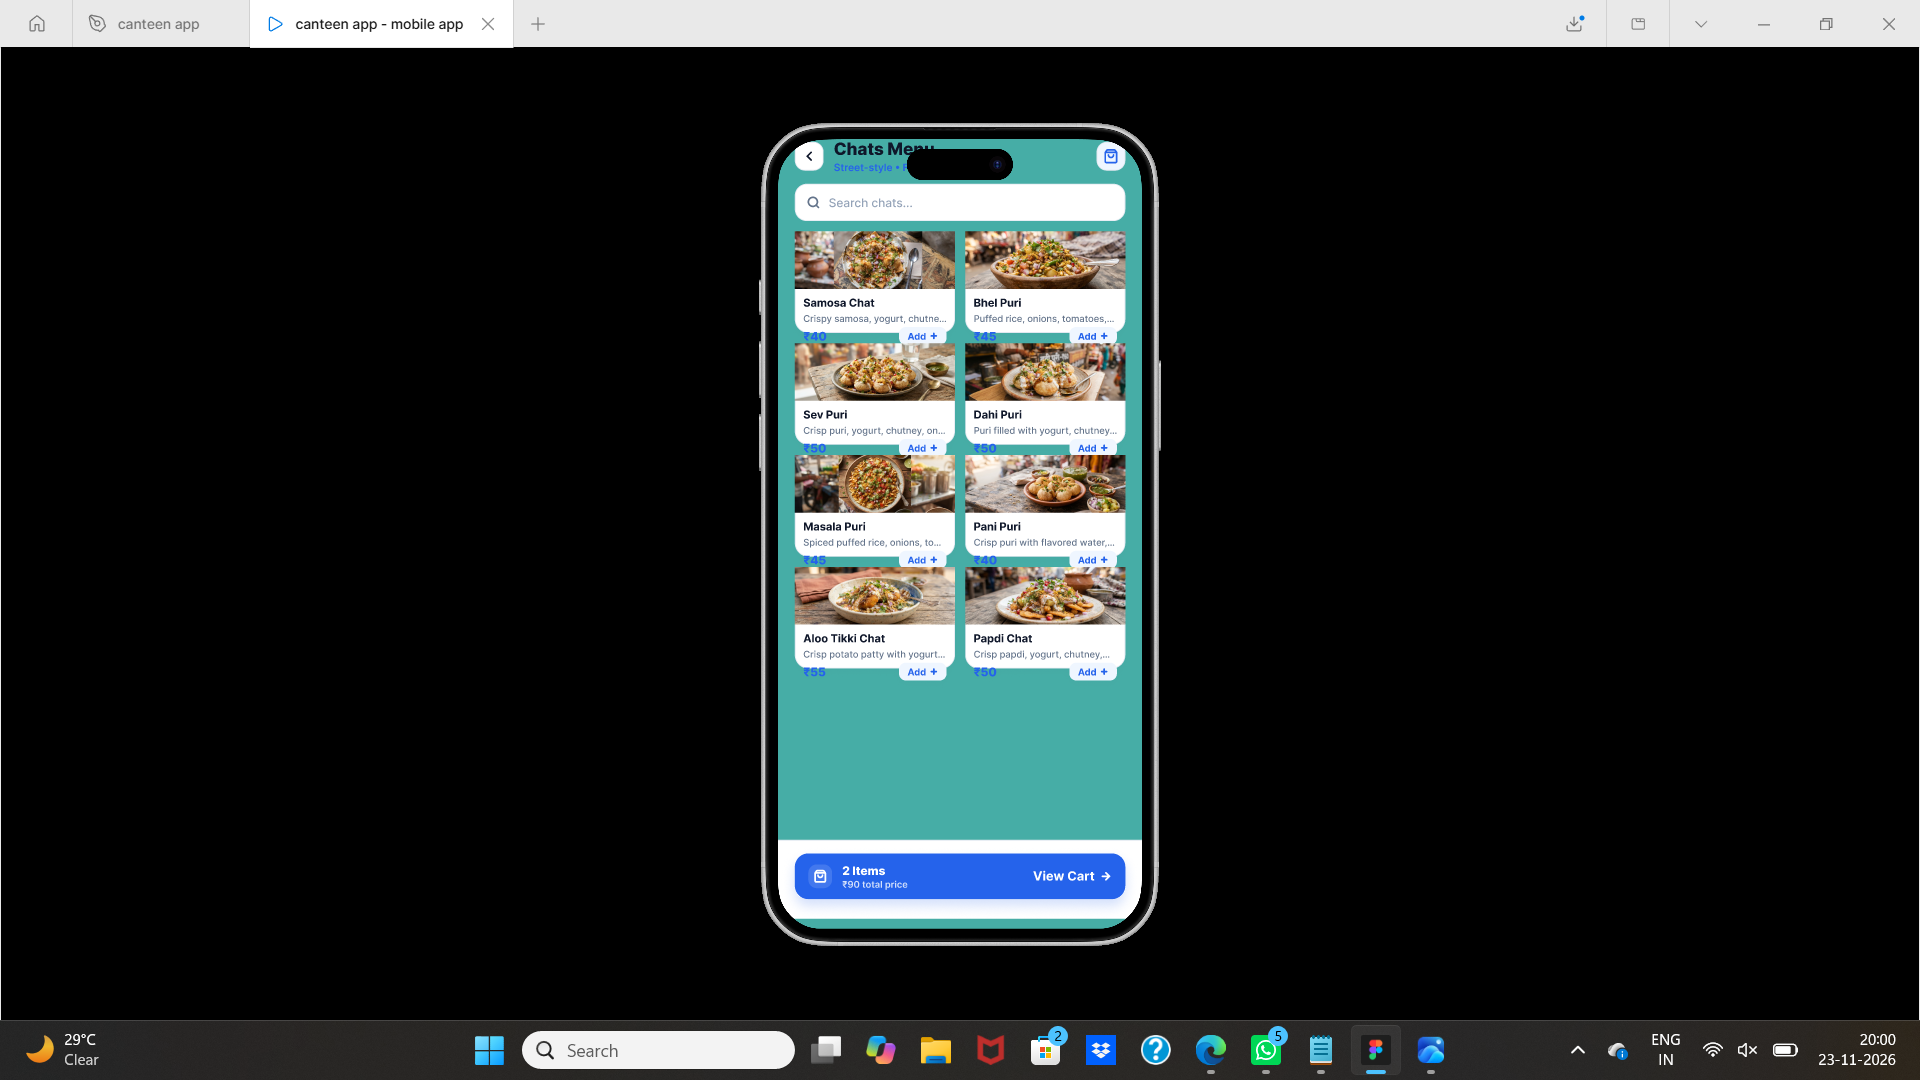 canteen app
canteen app - mobile app
Chats Menu
Street-style •
Search chats...
Samosa Chat
Crispy samosa, yogurt, chutne...
₹40
Add +
Bhel Puri
Puffed rice, onions, tomatoes,...
₹45
Add +
Sev Puri
Crisp puri, yogurt, chutney, on...
₹50
Add +
Dahi Puri
Puri filled with yogurt, chutney...
₹50
Add +
Masala Puri
Spiced puffed rice, onions, to...
₹45
Add +
Pani Puri
Crisp puri with flavored water,...
₹40
Add +
Aloo Tikki Chat
Crisp potato patty with yogurt...
₹55
Add +
Papdi Chat
Crisp papdi, yogurt, chutney,...
₹50
Add +
2 Items
₹90 total price
View Cart →
29°C
Clear
Search
2
5
ENG
IN
20:00
23-11-2026